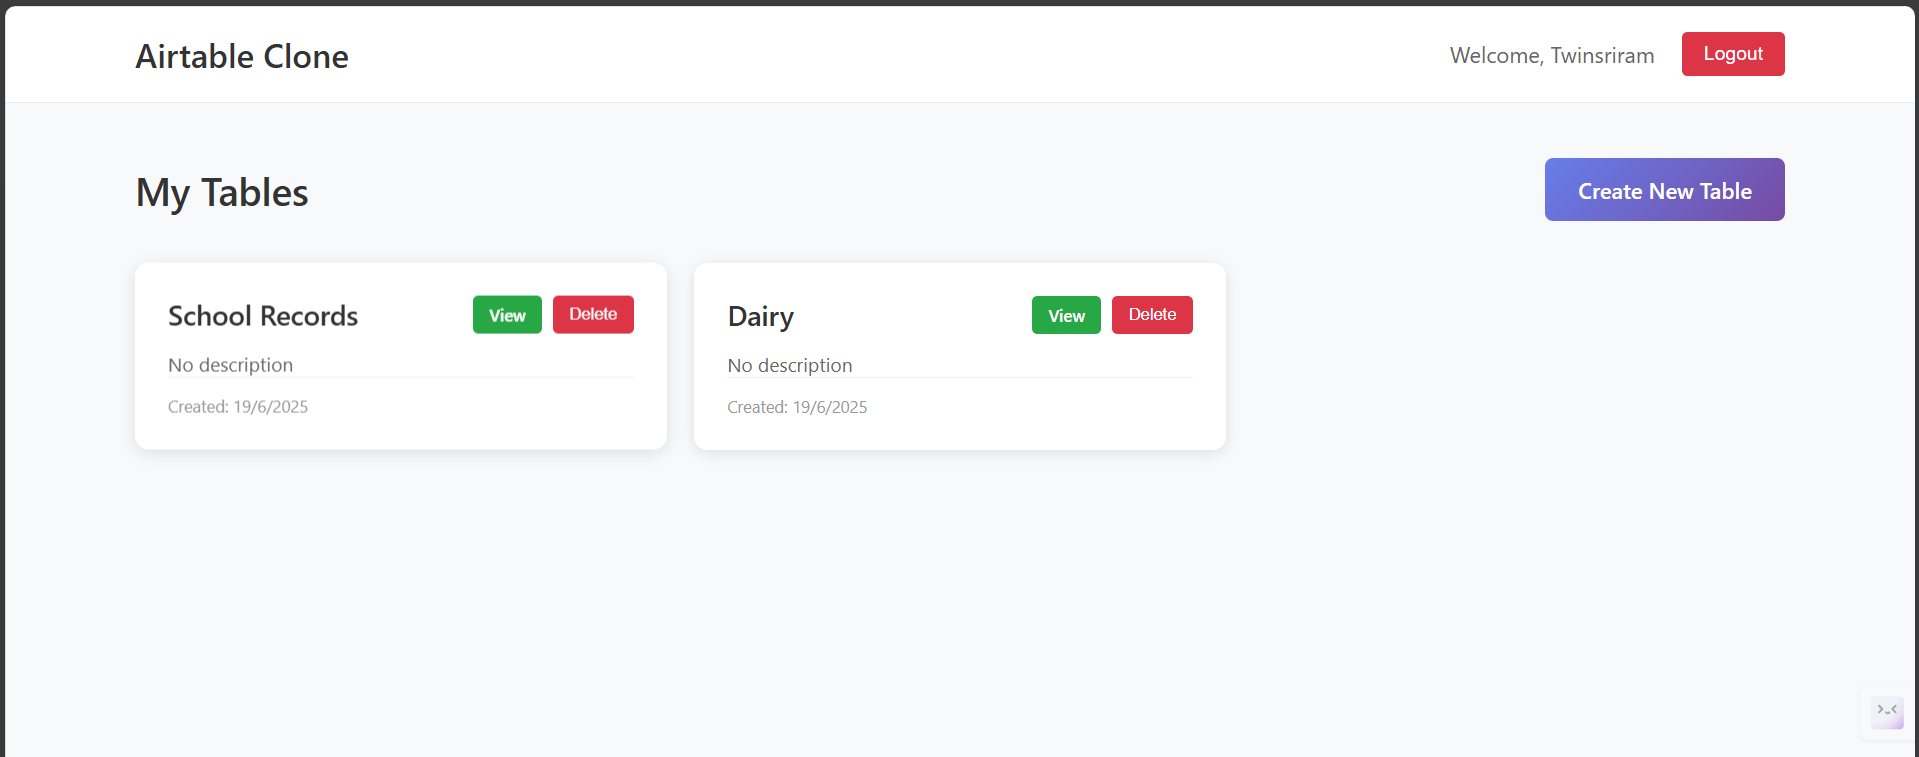 Airtable Clone
Welcome, Twinsriram
Logout
My Tables
Create New Table
School Records
View
Delete
No description
Created: 19/6/2025
Dairy
View
Delete
No description
Created: 19/6/2025